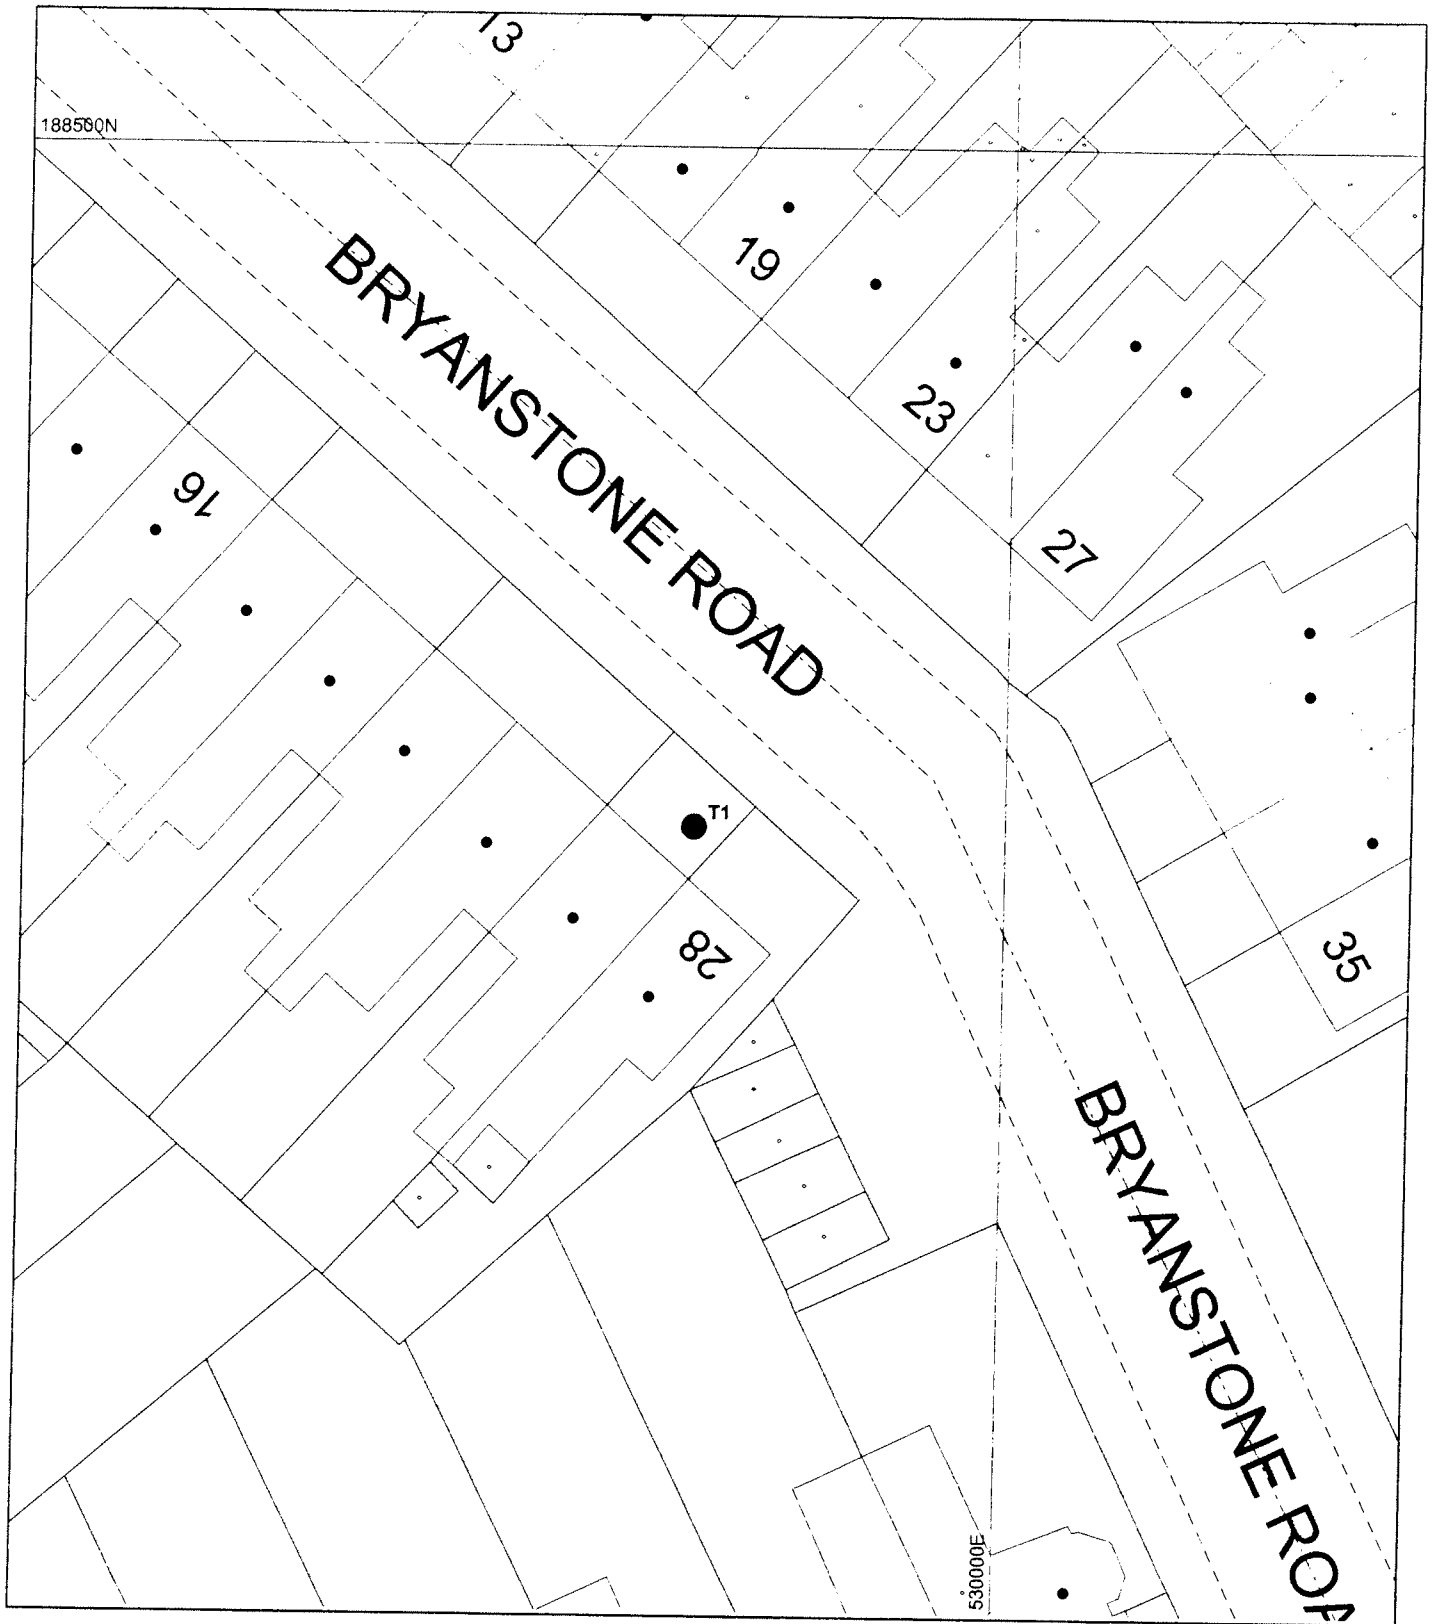 13
188500N
BRYANSTONE ROAD
19
23
16
27
T1
28
35
BRYANSTONE ROA
530000E